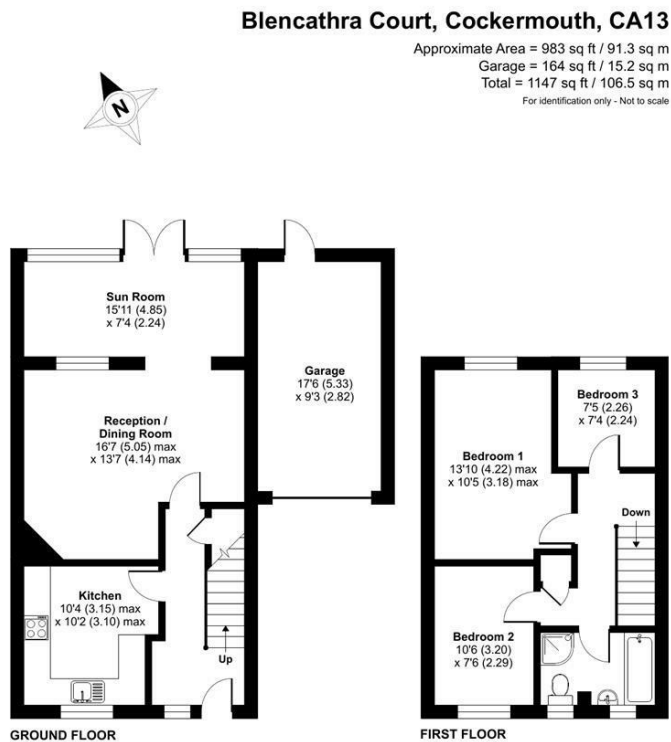 Blencathra Court, Cockermouth, CA13
Approximate Area = 983 sq ft / 91.3 sq m
Garage = 164 sq ft / 15.2 sq m
Total = 1147 sq ft / 106.5 sq m
For identification only - Not to scale
N
Sun Room
15'11 (4.85)
x 7'4 (2.24)
Garage
17'6 (5.33)
x 9'3 (2.82)
Reception /
Dining Room
16'7 (5.05) max
x 13'7 (4.14) max
Kitchen
10'4 (3.15) max
x 10'2 (3.10) max
Up
GROUND FLOOR
Bedroom 3
7'5 (2.26)
x 7'4 (2.24)
Bedroom 1
13'10 (4.22) max
x 10'5 (3.18) max
Down
Bedroom 2
10'6 (3.20)
x 7'6 (2.29)
FIRST FLOOR